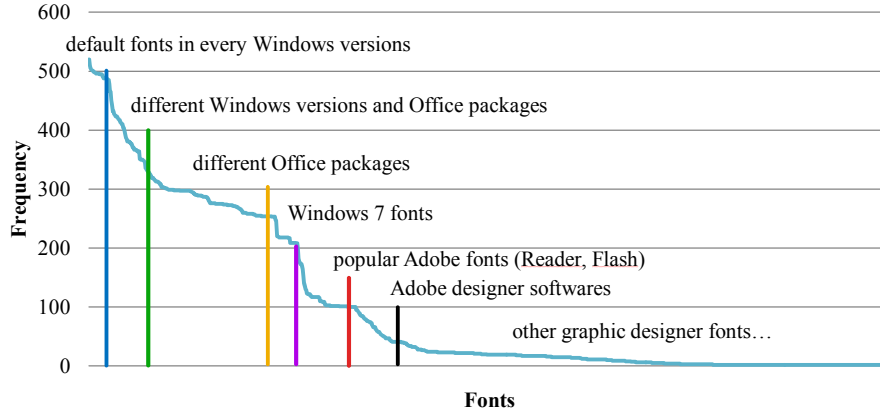 600
default fonts in every Windows versions
500
different Windows versions and Office packages
400
different Office packages
300
Windows 7 fonts
200
popular Adobe fonts (Reader, Flash)
Adobe designer softwares
100
other graphic designer fonts…
0
Frequency
Fonts